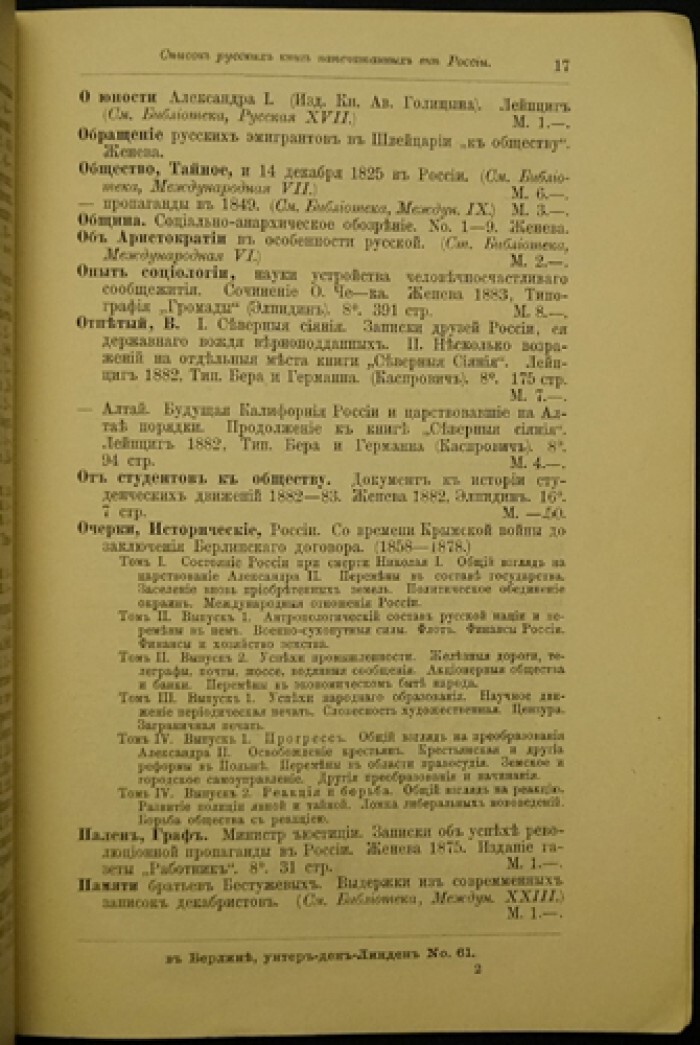 Списокъ русскихъ книгъ напечатанныхъ внѣ Россіи.
17
О юности Александра I. (Изд. Кн. Ав. Голицына). Лейпцигъ
(См. Библіотека, Русская XVII.) М. 1.—.
Обращеніе русскихъ эмигрантовъ въ Швейцаріи „къ обществу“.
Женева.
Общество, Тайное, и 14 декабря 1825 въ Россіи. (См. Библіо-
тека, Международная VII.) М. 6.—.
— пропаганды въ 1849. (См. Библіотека, Междун. IX.) М. 3.—.
Община. Соціально-анархическое обозрѣніе. No. 1—9. Женева.
Объ Аристократіи въ особенности русской. (См. Библіотека,
Международная VI.) М. 2.—.
Опытъ соціологіи, науки устройства человѣчносчастливаго
сообщежитія. Сочиненіе О. Че—ка. Женева 1883, Типо-
графія „Громады“ (Элпидинъ). 8°. 391 стр. М. 8.—.
Отпѣтый, В. I. Сѣверныя сіянія. Записки друзей Россіи, ея
державнаго вождя вѣрноподданныхъ. II. Нѣсколько возра-
женій на отдѣльныя мѣста книги „Сѣверныя Сіянія“. Лейп-
цигъ 1882, Тип. Бера и Германна. (Каспровичъ). 8°. 175 стр.
М. 7.—.
— Алтай. Будущая Калифорнія Россіи и царствовавшіе на Ал-
таѣ порядки. Продолженіе къ книгѣ „Сѣверныя сіянія“.
Лейпцигъ 1882, Тип. Бера и Германна (Каспровичъ). 8°.
94 стр. М. 4.—.
Отъ студентовъ къ обществу. Документъ къ исторіи сту-
денческихъ движеній 1882—83. Женева 1882, Элпидинъ. 16°.
7 стр. М. —.50.
Очерки, Историческіе, Россіи. Со времени Крымской войны до
заключенія Берлинскаго договора. (1858—1878.)
Томъ I. Состояніе Россіи при смерти Николая I. Общій взглядъ на
царствованіе Александра II. Перемѣны въ составѣ государства.
Заселеніе вновь пріобрѣтенныхъ земель. Политическое объединеніе
окраинъ. Международныя отношенія Россіи.
Томъ II. Выпускъ 1. Антропологическій составъ русской націи и пе-
ремѣны въ немъ. Военно-сухопутныя силы. Флотъ. Финансы Россіи.
Финансы и хозяйство земства.
Томъ II. Выпускъ 2. Успѣхи промышленности. Желѣзныя дороги, те-
леграфы, почты, шоссе, водяныя сообщенія. Акціонерныя общества
и банки. Перемѣны въ экономическомъ бытѣ народа.
Томъ III. Выпускъ 1. Успѣхи народнаго образованія. Научное дви-
женіе періодическая печать. Словесность художественная. Цензура.
Заграничная печать.
Томъ IV. Выпускъ 1. Прогрессъ. Общій взглядъ на преобразованія
Александра II. Освобожденіе крестьянъ. Крестьянская и другія
реформы въ Польшѣ. Перемѣны въ области правосудія. Земское и
городское самоуправленіе. Другія преобразованія и начинанія.
Томъ IV. Выпускъ 2. Реакція и борьба. Общій взглядъ на реакцію.
Развитіе полиціи явной и тайной. Ломка либеральныхъ нововведеній.
Борьба общества съ реакціею.
Паленъ, Графъ. Министр ъюстиціи. Записки объ успѣхѣ рево-
люціонной пропаганды въ Россіи. Женева 1875. Изданіе га-
зеты „Работникъ“. 8°. 31 стр. М. 1.—.
Памяти братьевъ Бестужевыхъ. Выдержки изъ современныхъ
записокъ декабристовъ. (См. Библіотека, Междун. XXIII.)
М. 1.—.
въ Берлинѣ, унтеръ-денъ-Линденъ No. 61.
2